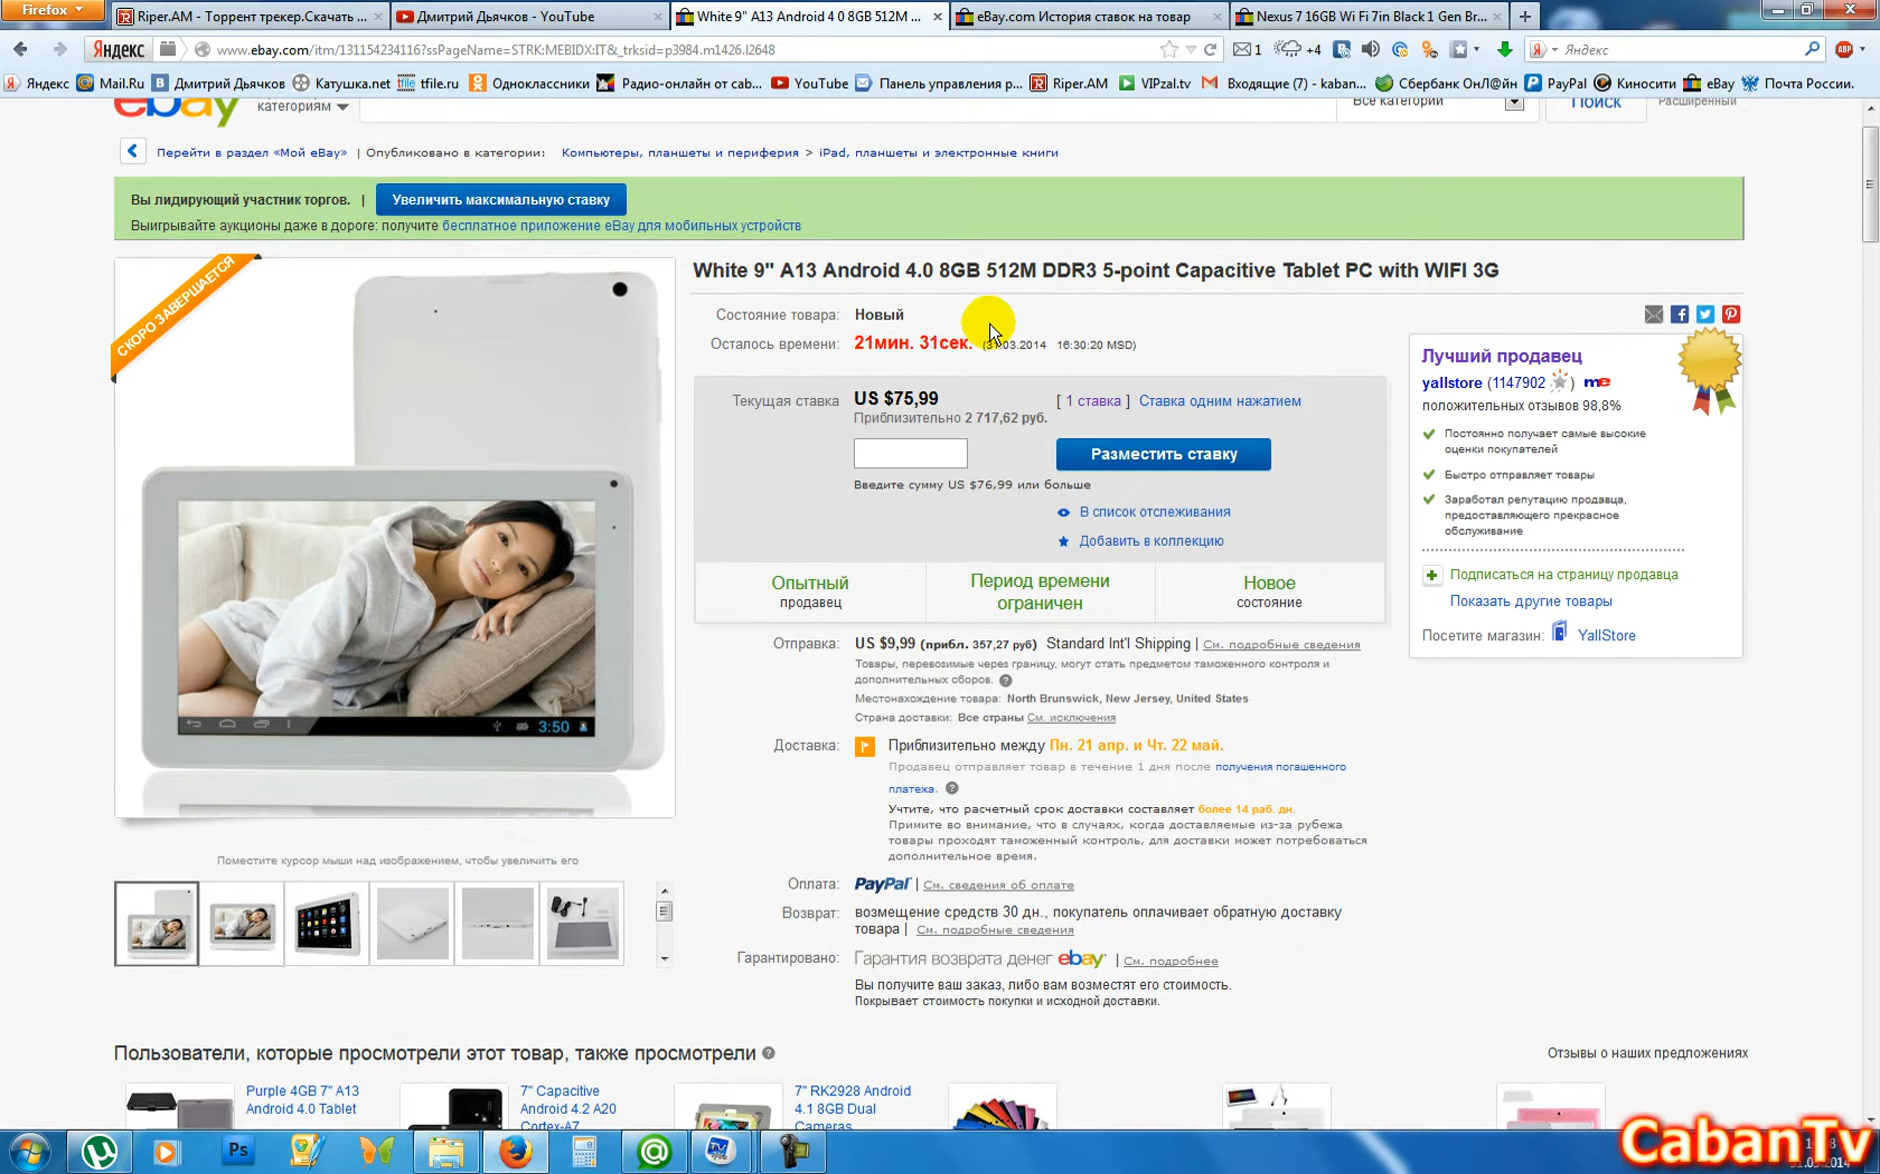 Firefox
Riper.AM - Торрент трекер.Скачать ...
Дмитрий Дьячков - YouTube
White 9" A13 Android 4 0 8GB 512M ...
eBay.com История ставок на товар
Nexus 7 16GB Wi Fi 7in Black 1 Gen Br...
Яндекс
www.ebay.com/itm/131154234116?ssPageName=STRK:MEBIDX:IT&_trksid=p3984.m1426.l2648
1
+4
Яндекс
ABP
Яндекс
Mail.Ru
Дмитрий Дьячков
Катушка.net
tfile.ru
Одноклассники
Радио-онлайн от cab...
YouTube
Панель управления р...
Riper.AM
VIPzal.tv
Входящие (7) - kaban...
Сбербанк ОнЛ@йн
PayPal
Киносити
eBay
Почта России.
ebay
категориям
Все категории
Поиск
Расширенный
Перейти в раздел «Мой eBay» | Опубликовано в категории: Компьютеры, планшеты и периферия > iPad, планшеты и электронные книги
Вы лидирующий участник торгов. | Увеличить максимальную ставку
Выигрывайте аукционы даже в дороге: получите бесплатное приложение eBay для мобильных устройств
СКОРО ЗАВЕРШАЕТСЯ
3:50
White 9" A13 Android 4.0 8GB 512M DDR3 5-point Capacitive Tablet PC with WIFI 3G
Состояние товара: Новый
Осталось времени: 21мин. 31сек. 03.2014 16:30:20 MSD)
Текущая ставка US $75,99 [ 1 ставка ] Ставка одним нажатием
Приблизительно 2 717,62 руб.
Разместить ставку
Введите сумму US $76,99 или больше
В список отслеживания
Добавить в коллекцию
Опытный
продавец
Период времени
ограничен
Новое
состояние
Отправка: US $9,99 (прибл. 357,27 руб) Standard Int'l Shipping | См. подробные сведения
Товары, перевозимые через границу, могут стать предметом таможенного контроля и
дополнительных сборов.
Местонахождение товара: North Brunswick, New Jersey, United States
Страна доставки: Все страны См. исключения
Доставка: Приблизительно между Пн. 21 апр. и Чт. 22 май.
Продавец отправляет товар в течение 1 дня после получения погашенного
платежа.
Учтите, что расчетный срок доставки составляет более 14 раб. дн.
Примите во внимание, что в случаях, когда доставляемые из-за рубежа
товары проходят таможенный контроль, для доставки может потребоваться
дополнительное время.
Оплата: PayPal | См. сведения об оплате
Возврат: возмещение средств 30 дн., покупатель оплачивает обратную доставку
товара | См. подробные сведения
Гарантировано: Гарантия возврата денег ebay | См. подробнее
Вы получите ваш заказ, либо вам возместят его стоимость.
Покрывает стоимость покупки и исходной доставки.
Лучший продавец
yallstore (1147902 ) me
положительных отзывов 98,8%
Постоянно получает самые высокие
оценки покупателей
Быстро отправляет товары
Заработал репутацию продавца,
предоставляющего прекрасное
обслуживание
Подписаться на страницу продавца
Показать другие товары
Посетите магазин: YallStore
Поместите курсор мыши над изображением, чтобы увеличить его
Пользователи, которые просмотрели этот товар, также просмотрели
Отзывы о наших предложениях
Purple 4GB 7" A13
Android 4.0 Tablet
7" Capacitive
Android 4.2 A20
Cortex-A7
7" RK2928 Android
4.1 8GB Dual
Cameras
Ps
TV
CabanTv